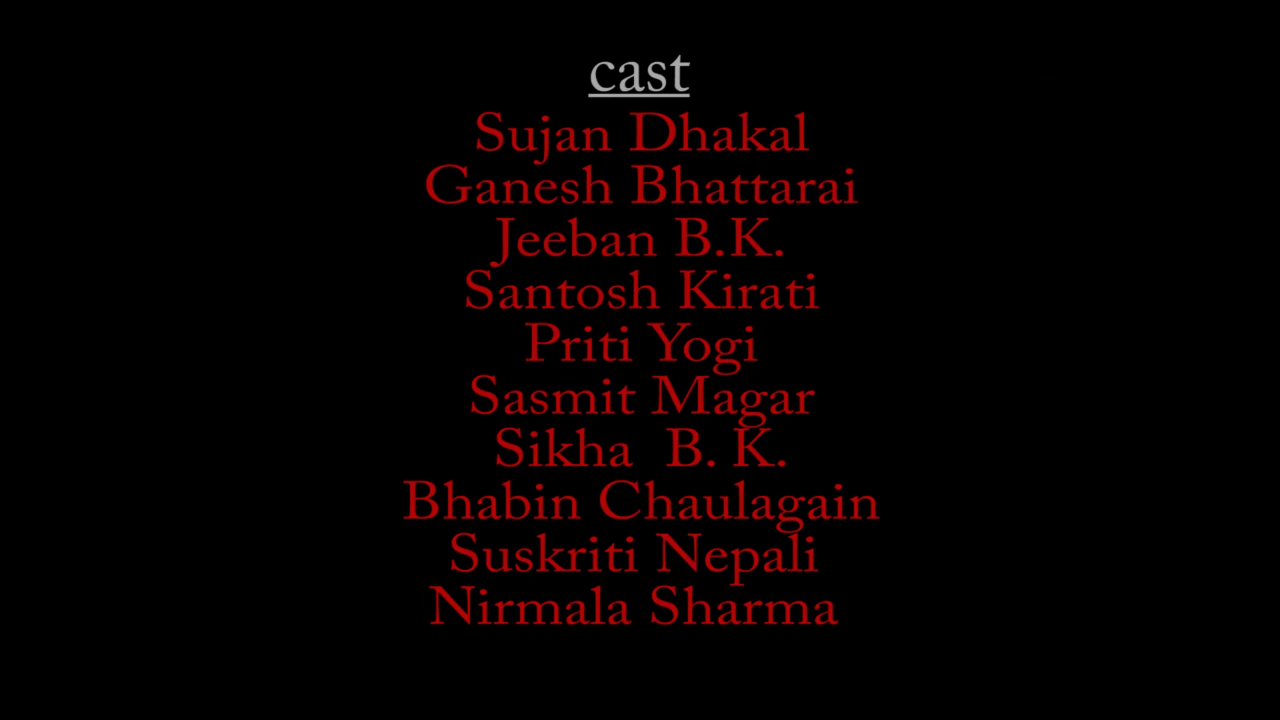 cast
Sujan Dhakal
Ganesh Bhattarai
Jeeban B.K.
Santosh Kirati
Priti Yogi
Sasmit Magar
Sikha  B. K.
Bhabin Chaulagain
Suskriti Nepali
Nirmala Sharma